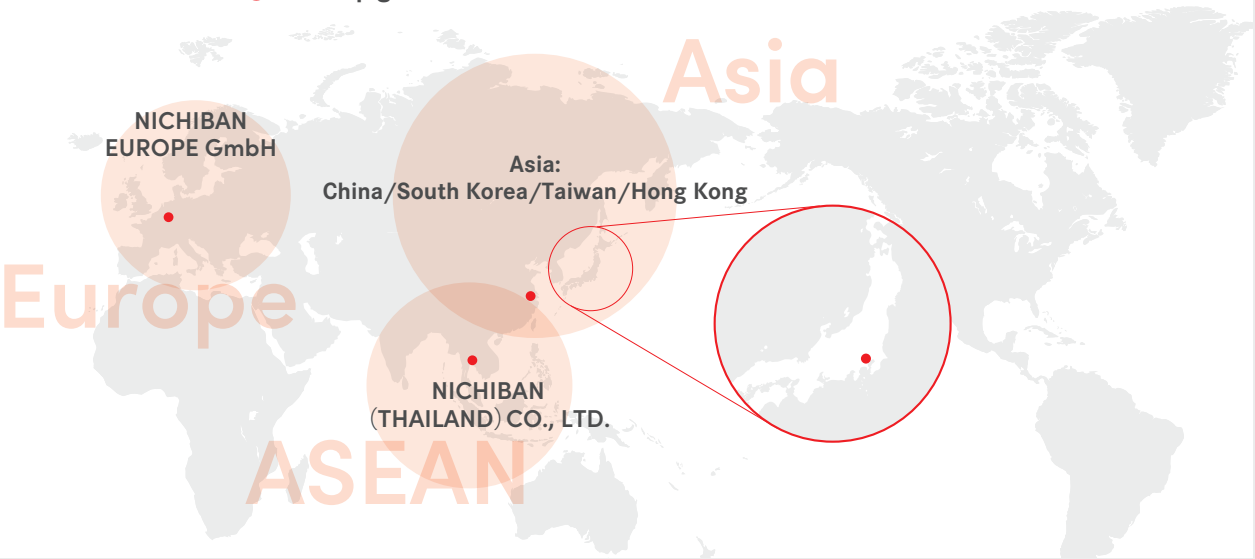 Asia
NICHIBAN
EUROPE GmbH
Asia:
China/South Korea/Taiwan/Hong Kong
Europe
NICHIBAN
(THAILAND) CO., LTD.
ASEAN